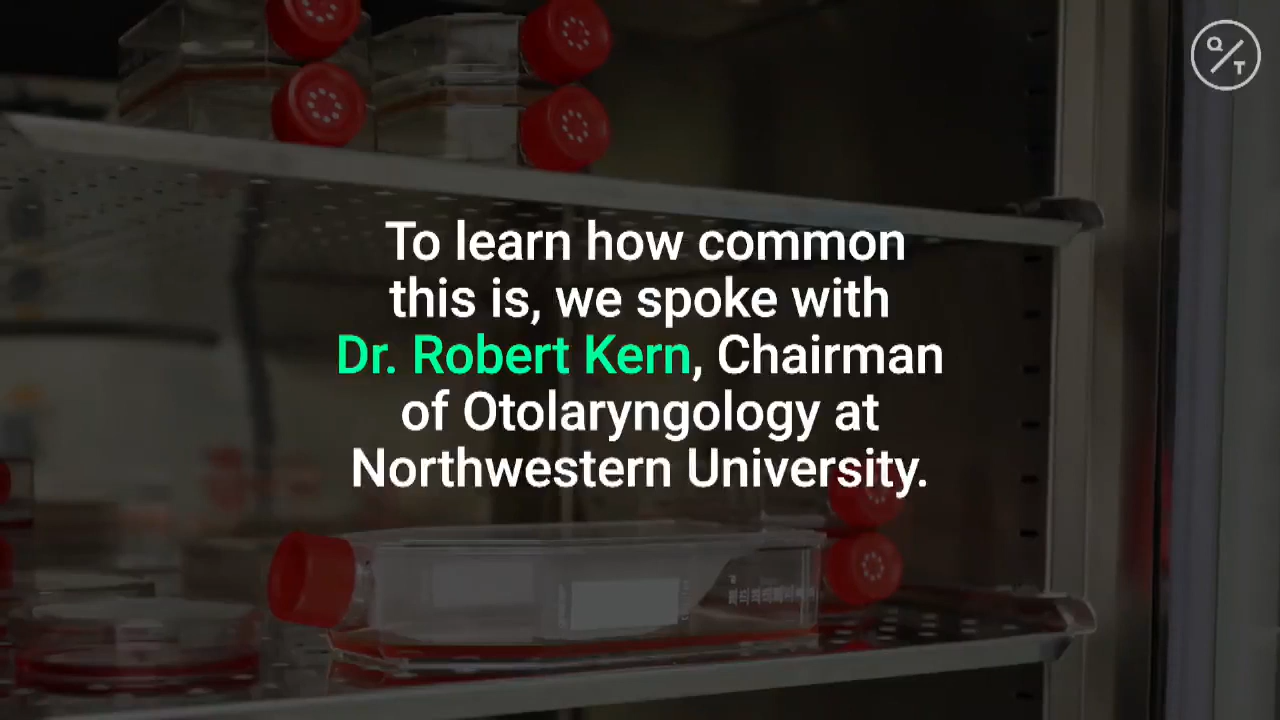 Q/T
To learn how common
this is, we spoke with
Dr. Robert Kern, Chairman
of Otolaryngology at
Northwestern University.